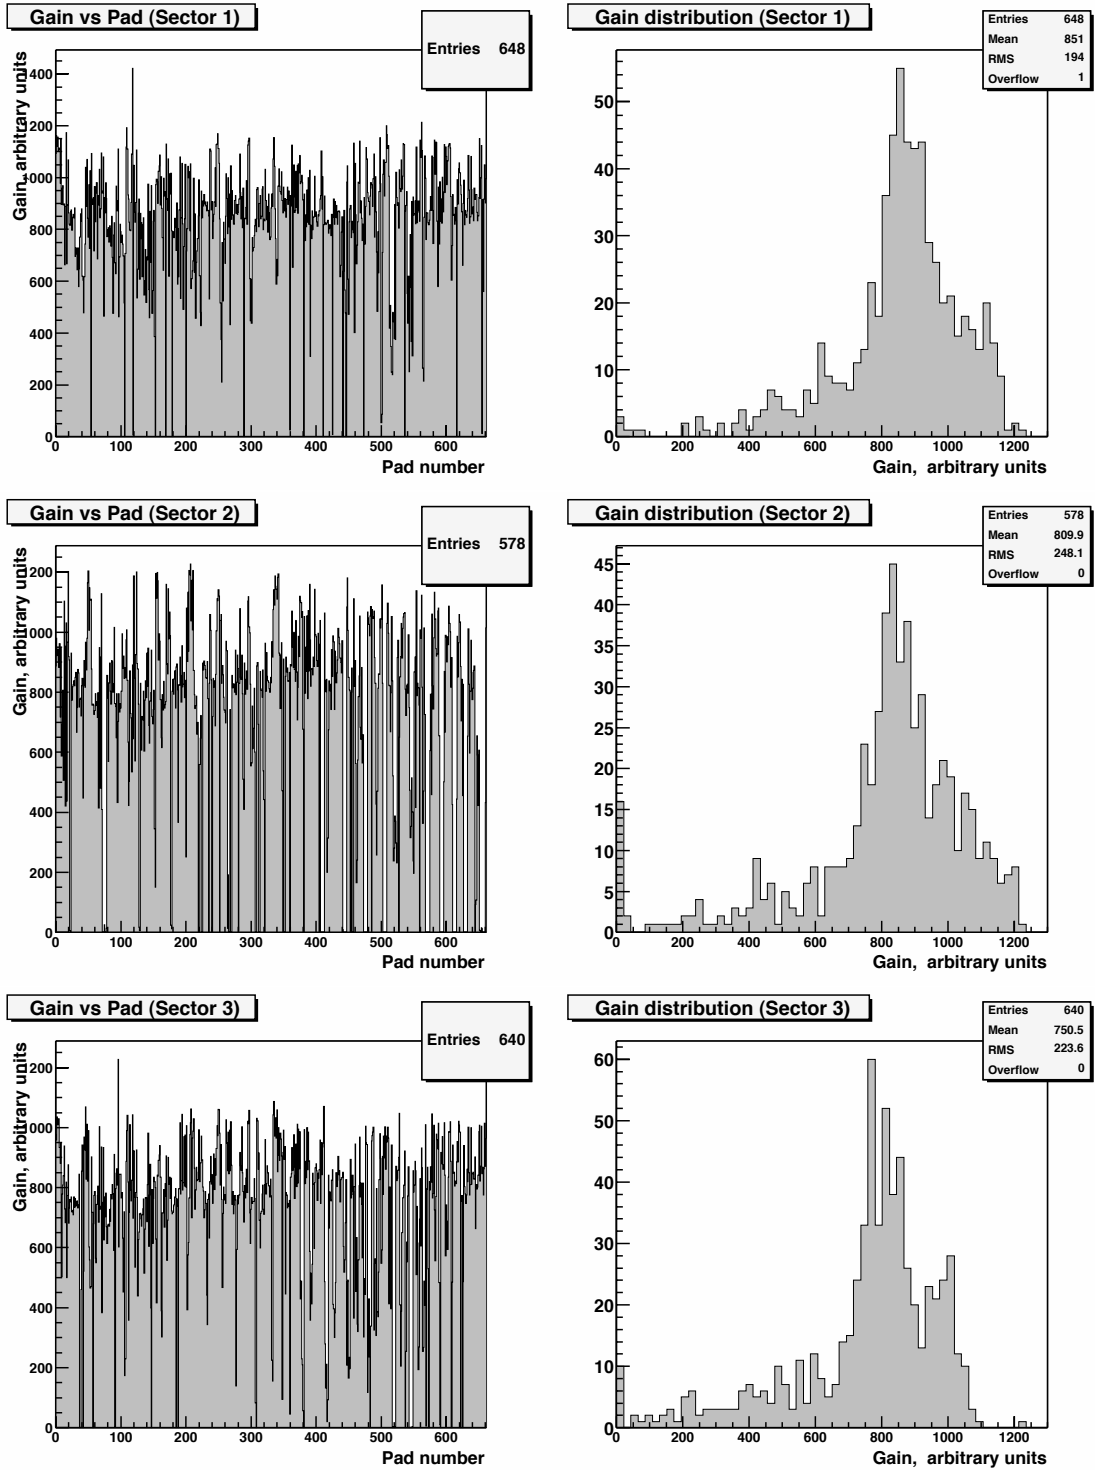 Gain vs Pad (Sector 1)
Entries 648
Gain, arbitrary units
1400
1200
1000
800
600
400
200
0
0 100 200 300 400 500 600
Pad number
Gain distribution (Sector 1)
Entries 648
Mean 851
RMS 194
Overflow 1
50
40
30
20
10
0
0 200 400 600 800 1000 1200
Gain, arbitrary units
Gain vs Pad (Sector 2)
Entries 578
Gain, arbitrary units
1200
1000
800
600
400
200
0
0 100 200 300 400 500 600
Pad number
Gain distribution (Sector 2)
Entries 578
Mean 809.9
RMS 248.1
Overflow 0
45
40
35
30
25
20
15
10
5
0
0 200 400 600 800 1000 1200
Gain, arbitrary units
Gain vs Pad (Sector 3)
Entries 640
Gain, arbitrary units
1200
1000
800
600
400
200
0
0 100 200 300 400 500 600
Pad number
Gain distribution (Sector 3)
Entries 640
Mean 750.5
RMS 223.6
Overflow 0
60
50
40
30
20
10
0
0 200 400 600 800 1000 1200
Gain, arbitrary units